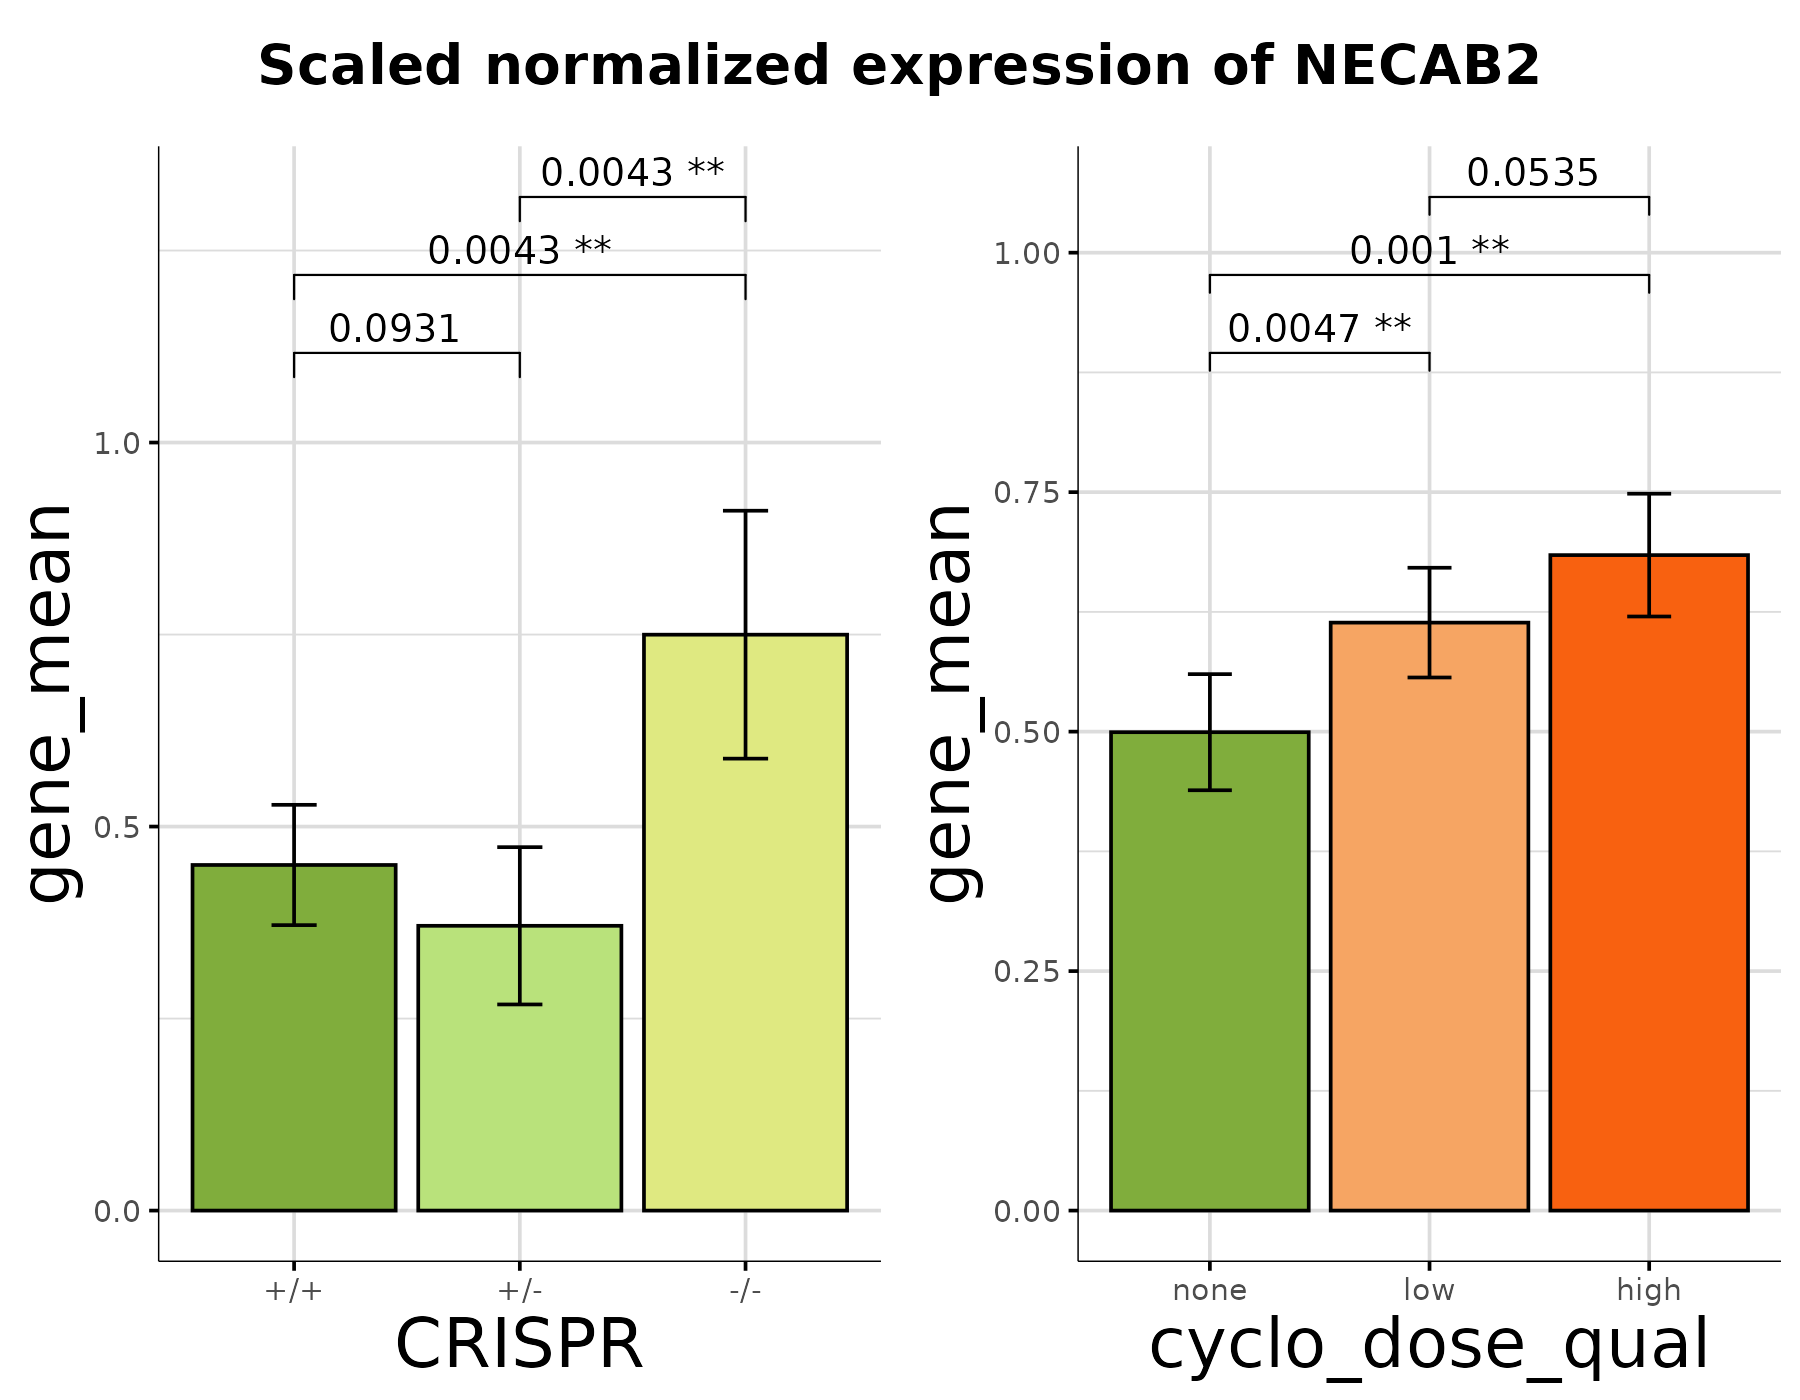 Scaled normalized expression of NECAB2
gene_mean
1.0
0.5
0.0
0.0043 **
0.0043 **
0.0931
+/+ +/- -/-
CRISPR
gene_mean
1.00
0.75
0.50
0.25
0.00
0.0535
0.001 **
0.0047 **
none low high
cyclo_dose_qual